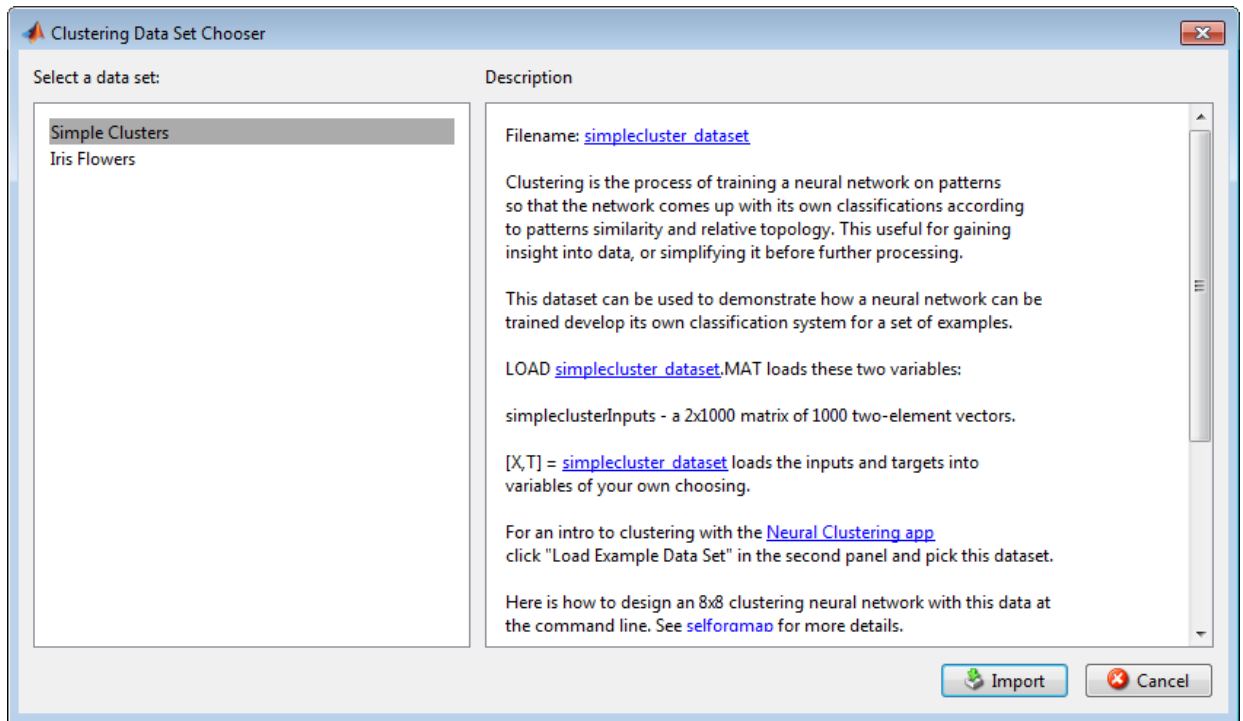 Clustering Data Set Chooser
Select a data set:
Simple Clusters
Iris Flowers
Description
Filename: simplecluster_dataset
Clustering is the process of training a neural network on patterns
so that the network comes up with its own classifications according
to patterns similarity and relative topology. This useful for gaining
insight into data, or simplifying it before further processing.
This dataset can be used to demonstrate how a neural network can be
trained develop its own classification system for a set of examples.
LOAD simplecluster_dataset.MAT loads these two variables:
simpleclusterInputs - a 2x1000 matrix of 1000 two-element vectors.
[X,T] = simplecluster_dataset loads the inputs and targets into
variables of your own choosing.
For an intro to clustering with the Neural Clustering app
click "Load Example Data Set" in the second panel and pick this dataset.
Here is how to design an 8x8 clustering neural network with this data at
the command line. See selforgmap for more details.
Import
Cancel